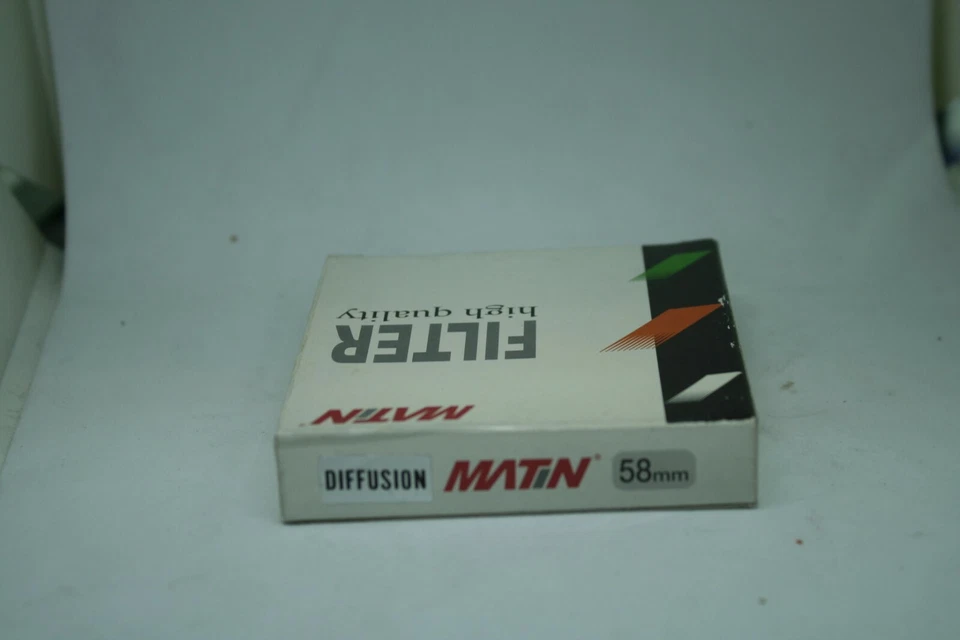 high quality
FILTER
MATiN
DIFFUSION MATiN® 58mm